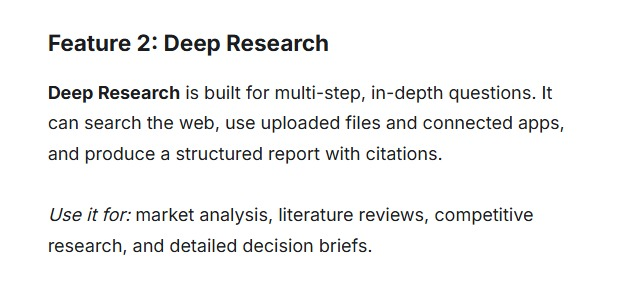 Feature 2: Deep Research
Deep Research is built for multi-step, in-depth questions. It
can search the web, use uploaded files and connected apps,
and produce a structured report with citations.
Use it for: market analysis, literature reviews, competitive
research, and detailed decision briefs.